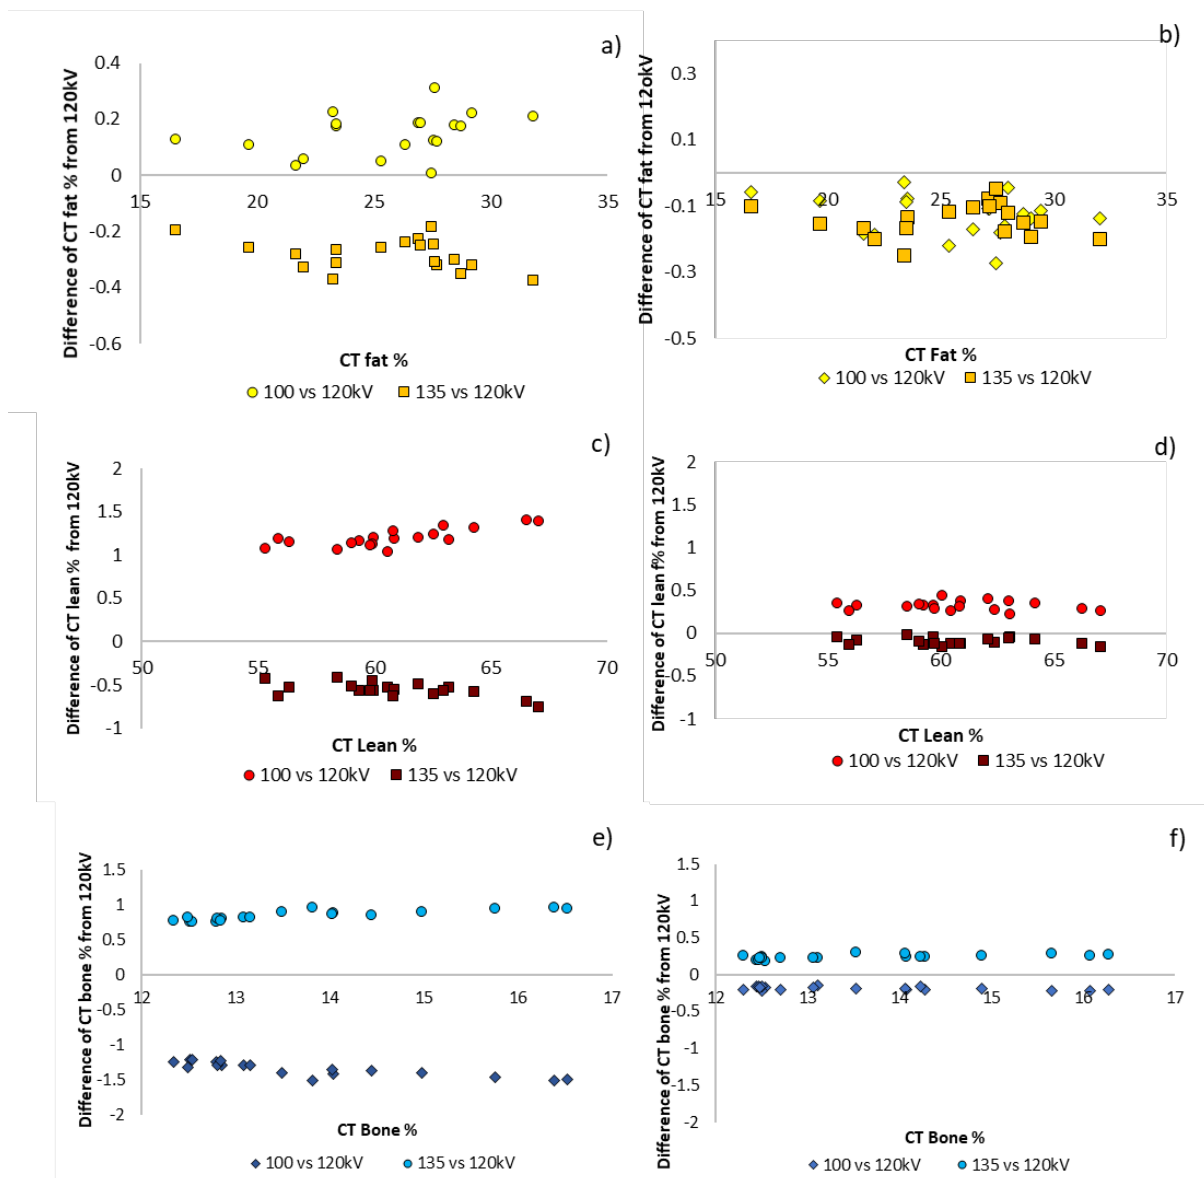 a)
Difference of CT fat % from 120kV
0.4
0.2
0
-0.2
-0.4
-0.6
15 20 25 30 35
CT fat %
100 vs 120kV 135 vs 120kV
b)
Difference of CT fat from 12okV
0.3
0.1
-0.1
-0.3
-0.5
15 20 25 30 35
CT Fat %
100 vs 120kV 135 vs 120kV
c)
Difference of CT lean % from 120kV
2
1.5
1
0.5
0
-0.5
-1
50 55 60 65 70
CT Lean %
100 vs 120kV 135 vs 120kV
d)
Difference of CT lean f% from 120kV
2
1.5
1
0.5
0
-0.5
-1
50 55 60 65 70
CT Lean %
100 vs 120kV 135 vs 120kV
e)
Difference of CT bone % from 120kV
1.5
1
0.5
0
-0.5
-1
-1.5
-2
12 13 14 15 16 17
CT Bone %
100 vs 120kV 135 vs 120kV
f)
Difference of CT bone % from 120kV
1.5
1
0.5
0
-0.5
-1
-1.5
-2
12 13 14 15 16 17
CT Bone %
100 vs 120kV 135 vs 120kV